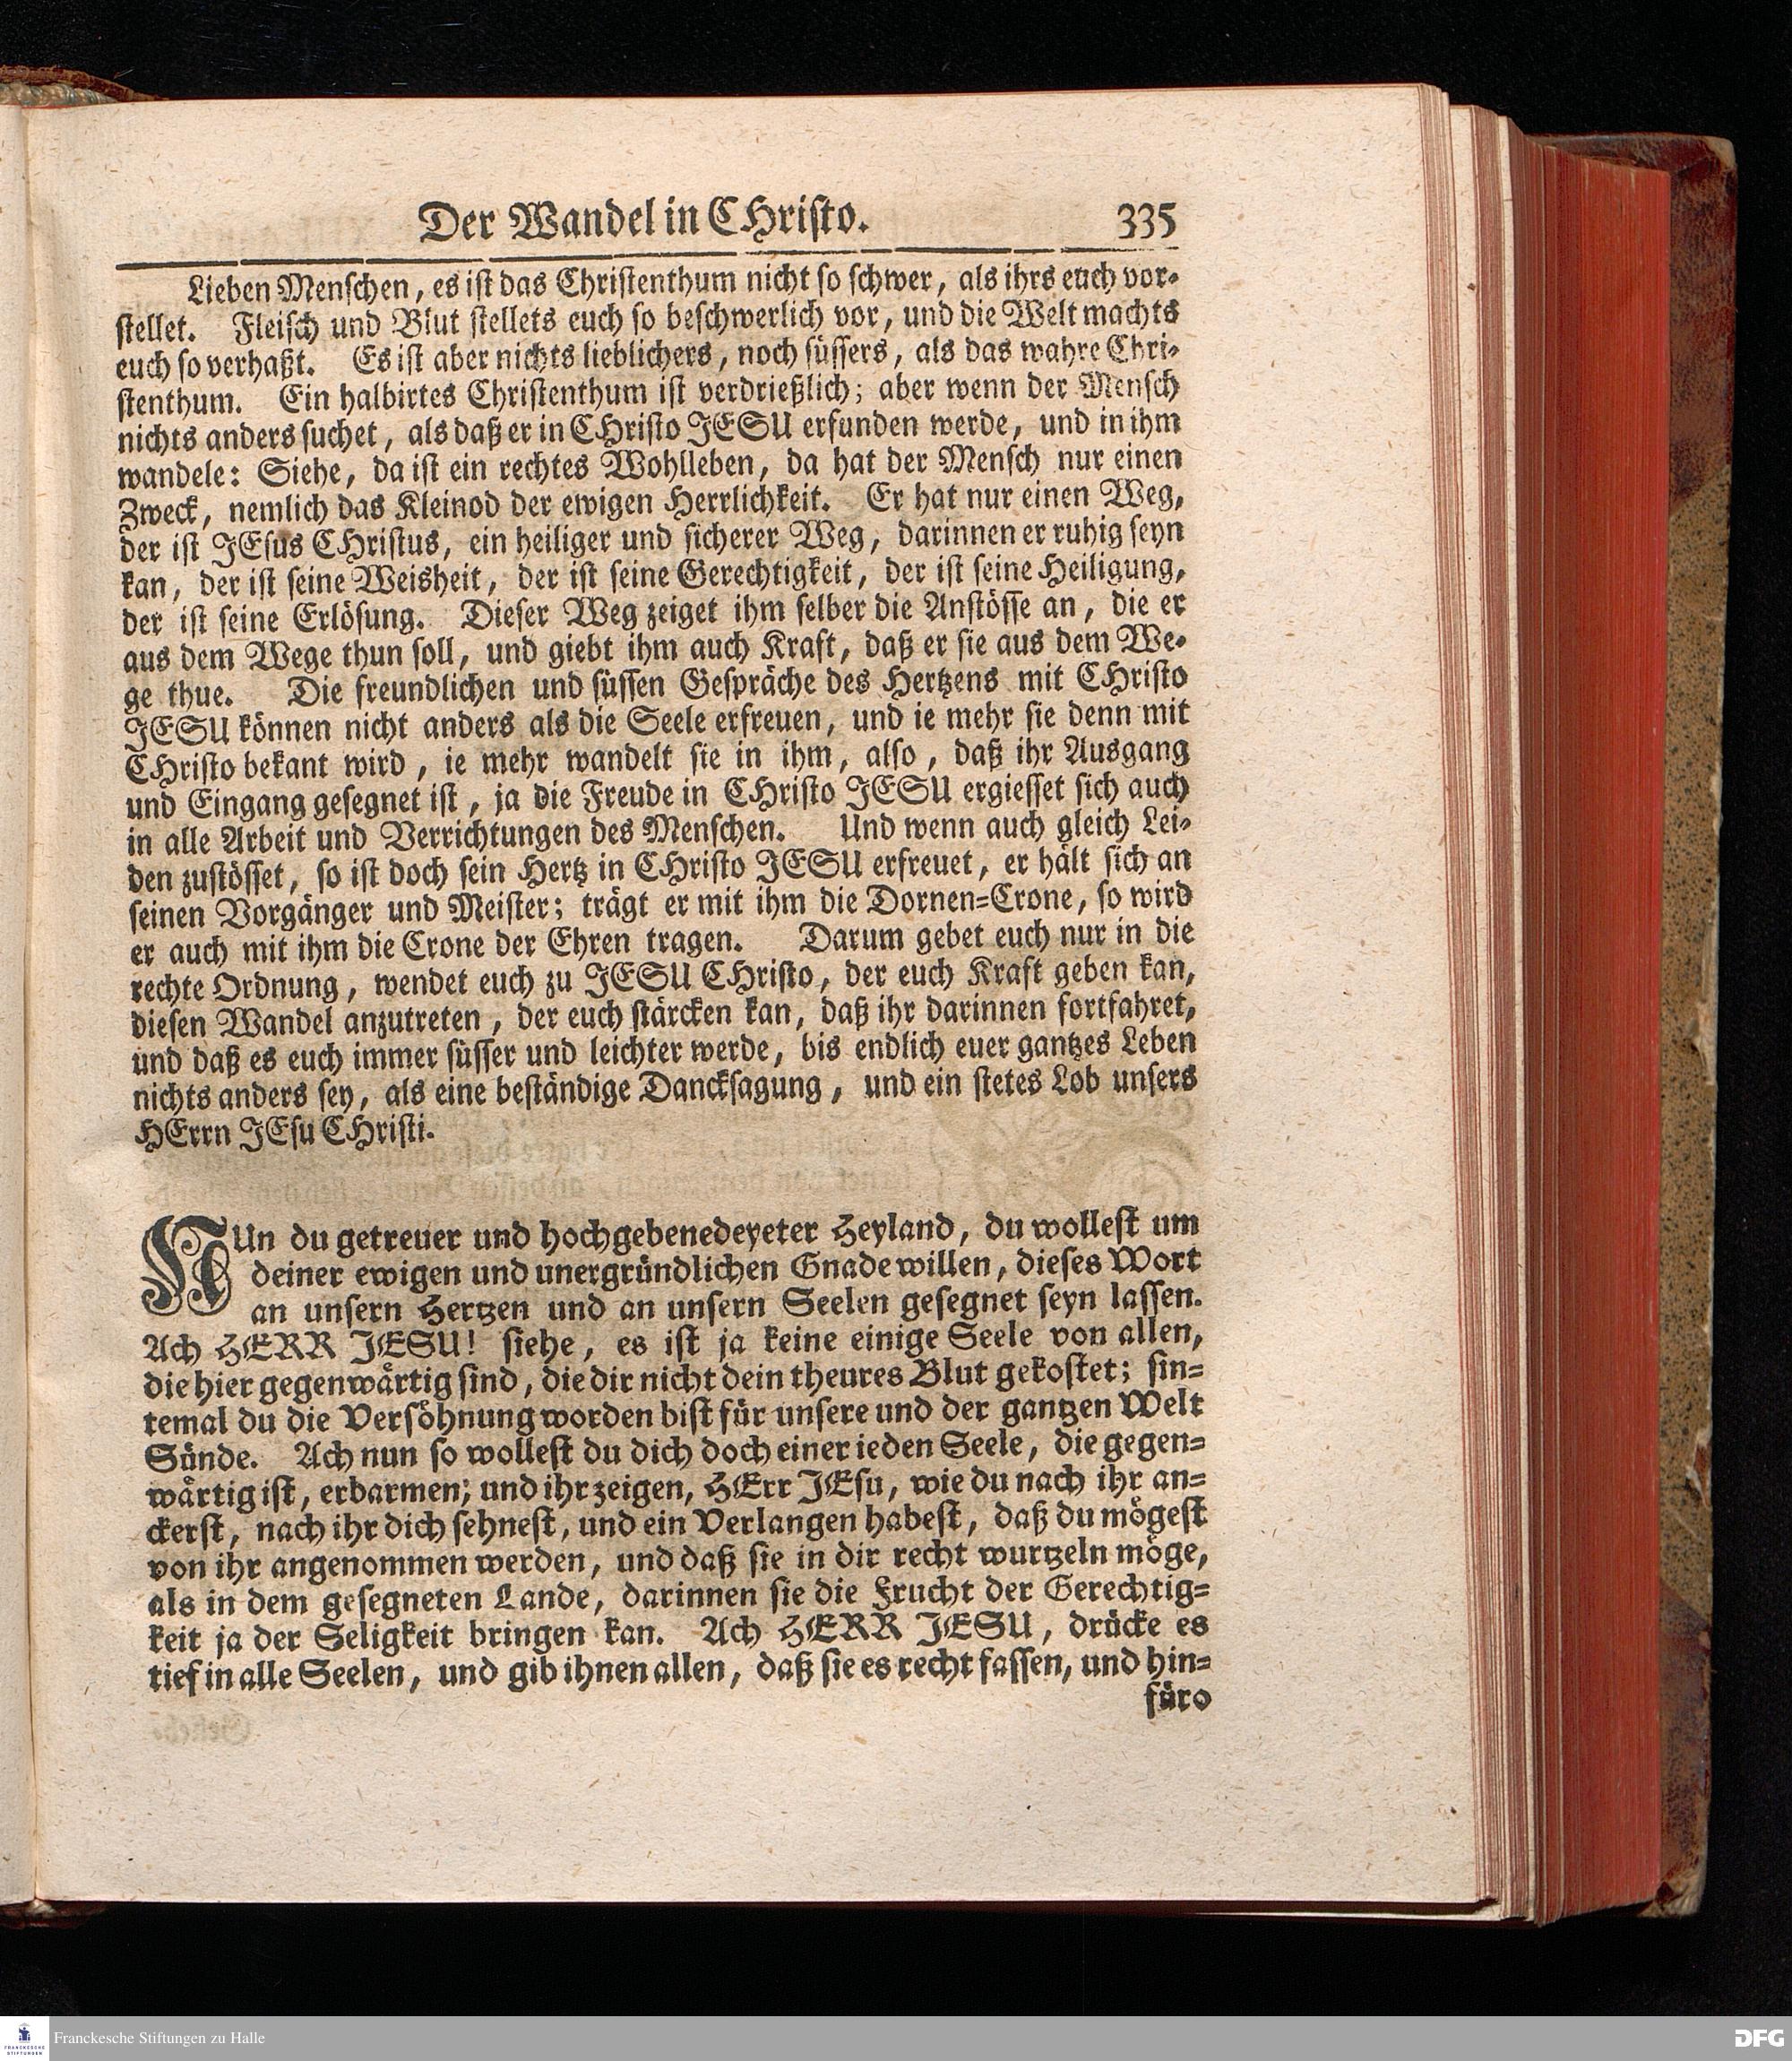 Der Wandel in CHristo. 335
Lieben Menschen, es ist das Christenthum nicht so schwer, als ihrs euch vor-
stellet. Fleisch und Blut stellets euch so beschwerlich vor, und die Welt machts
euch so verhaßt. Es ist aber nichts lieblichers, noch süssers, als das wahre Chri-
stenthum. Ein halbirtes Christenthum ist verdrießlich; aber wenn der Mensch
nichts anders suchet, als daß er in CHristo JESU erfunden werde, und in ihm
wandele: Siehe, da ist ein rechtes Wohlleben, da hat der Mensch nur einen
Zweck, nemlich das Kleinod der ewigen Herrlichkeit. Er hat nur einen Weg,
der ist JEsus CHristus, ein heiliger und sicherer Weg, darinnen er ruhig seyn
kan, der ist seine Weisheit, der ist seine Gerechtigkeit, der ist seine Heiligung,
der ist seine Erlösung. Dieser Weg zeiget ihm selber die Anstösse an, die er
aus dem Wege thun soll, und giebt ihm auch Kraft, daß er sie aus dem We-
ge thue. Die freundlichen und süssen Gespräche des Hertzens mit CHristo
JESU können nicht anders als die Seele erfreuen, und ie mehr sie denn mit
CHristo bekant wird, ie mehr wandelt sie in ihm, also, daß ihr Ausgang
und Eingang gesegnet ist, ja die Freude in CHristo JESU ergiesset sich auch
in alle Arbeit und Verrichtungen des Menschen. Und wenn auch gleich Lei-
den zustösset, so ist doch sein Hertz in CHristo JESU erfreuet, er hält sich an
seinen Vorgänger und Meister; trägt er mit ihm die Dornen-Crone, so wird
er auch mit ihm die Crone der Ehren tragen. Darum gebet euch nur in die
rechte Ordnung, wendet euch zu JESU CHristo, der euch Kraft geben kan,
diesen Wandel anzutreten, der euch stärcken kan, daß ihr darinnen fortfahret,
und daß es euch immer süsser und leichter werde, bis endlich euer gantzes Leben
nichts anders sey, als eine beständige Dancksagung, und ein stetes Lob unsers
HErrn JEsu CHristi.
NUn du getreuer und hochgebenedeyeter Heyland, du wollest um
deiner ewigen und unergründlichen Gnade willen, dieses Wort
an unsern Hertzen und an unsern Seelen gesegnet seyn lassen.
Ach HERR JESU! siehe, es ist ja keine einige Seele von allen,
die hier gegenwärtig sind, die dir nicht dein theures Blut gekostet; sin-
temal du die Versöhnung worden bist für unsere und der gantzen Welt
Sünde. Ach nun so wollest du dich doch einer ieden Seele, die gegen-
wärtig ist, erbarmen; und ihr zeigen, HErr JEsu, wie du nach ihr an-
ckerst, nach ihr dich sehnest, und ein Verlangen habest, daß du mögest
von ihr angenommen werden, und daß sie in dir recht wurtzeln möge,
als in dem gesegneten Lande, darinnen sie die Frucht der Gerechtig-
keit ja der Seligkeit bringen kan. Ach HERR JESU, drücke es
tief in alle Seelen, und gib ihnen allen, daß sie es recht fassen, und hin-
füro
Franckesche Stiftungen zu Halle
FRANCKESCHE STIFTUNGEN
DFG